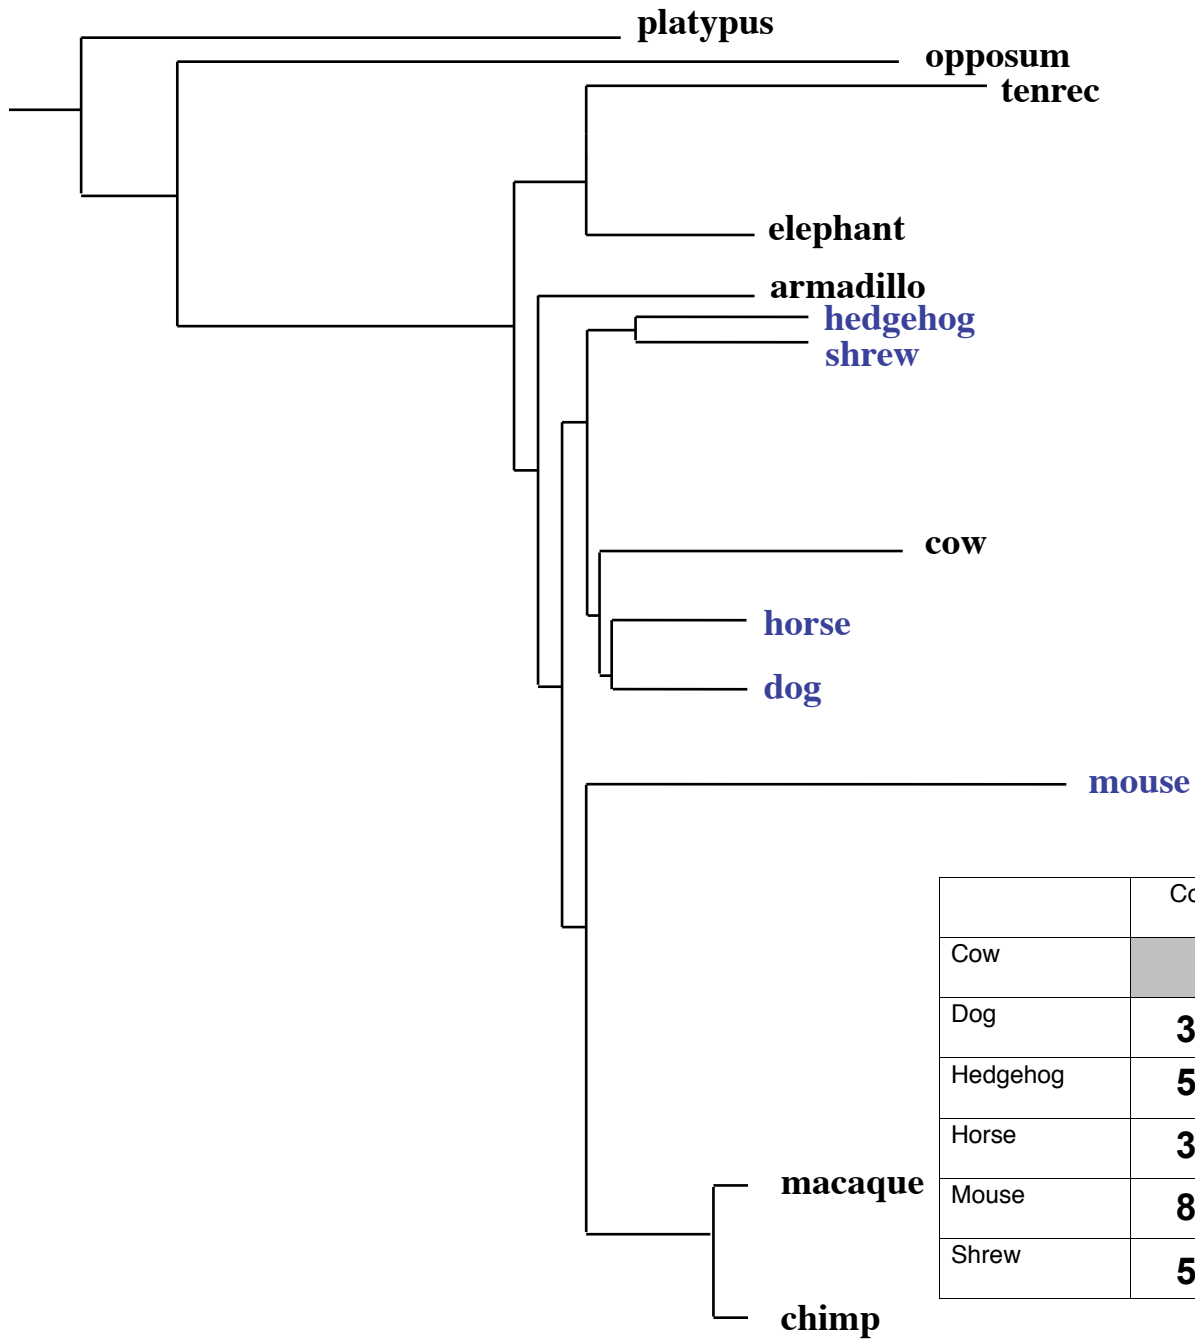 platypus
opposum
tenrec
elephant
armadillo
hedgehog
shrew
cow
horse
dog
mouse
macaque
chimp
Co
Cow
Dog 3
Hedgehog 5
Horse 3
Mouse 8
Shrew 5